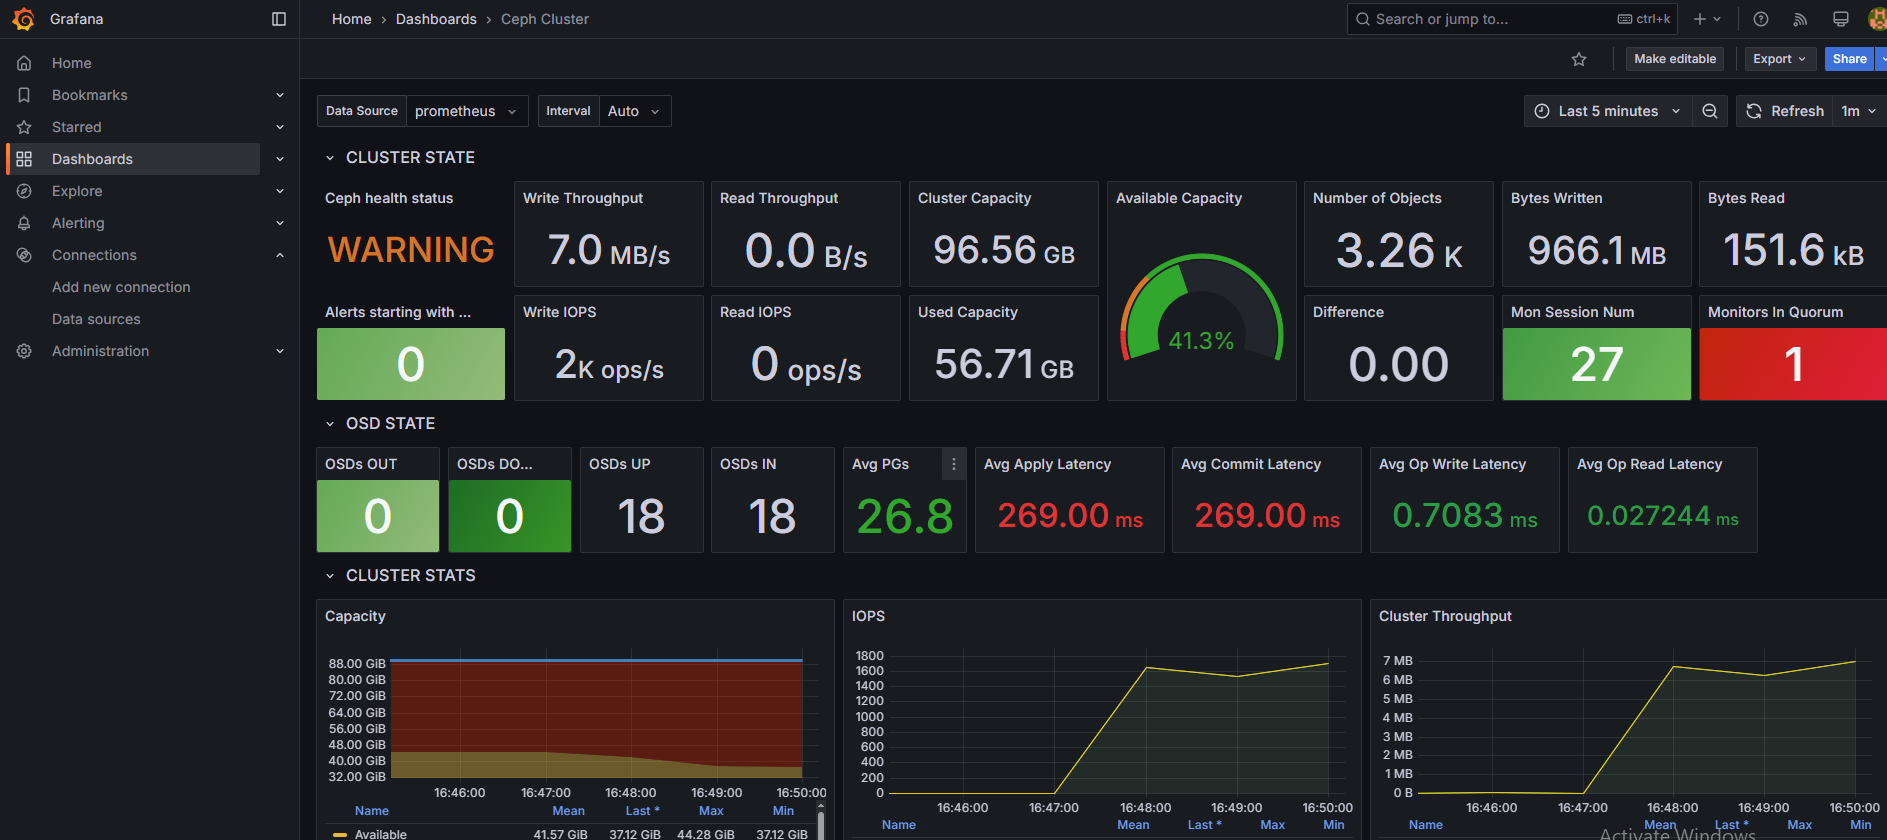 Grafana
Home › Dashboards › Ceph Cluster
Search or jump to...
ctrl+k
Home
Bookmarks
Starred
Dashboards
Explore
Alerting
Connections
Add new connection
Data sources
Administration
Make editable
Export
Share
Data Source
prometheus
Interval
Auto
Last 5 minutes
Refresh
1m
CLUSTER STATE
Ceph health status
WARNING
Write Throughput
7.0 MB/s
Read Throughput
0.0 B/s
Cluster Capacity
96.56 GB
Available Capacity
41.3%
Number of Objects
3.26 K
Bytes Written
966.1 MB
Bytes Read
151.6 kB
Alerts starting with ...
0
Write IOPS
2K ops/s
Read IOPS
0 ops/s
Used Capacity
56.71 GB
Difference
0.00
Mon Session Num
27
Monitors In Quorum
1
OSD STATE
OSDs OUT
0
OSDs DO...
0
OSDs UP
18
OSDs IN
18
Avg PGs
26.8
Avg Apply Latency
269.00 ms
Avg Commit Latency
269.00 ms
Avg Op Write Latency
0.7083 ms
Avg Op Read Latency
0.027244 ms
CLUSTER STATS
Capacity
88.00 GiB
80.00 GiB
72.00 GiB
64.00 GiB
56.00 GiB
48.00 GiB
40.00 GiB
32.00 GiB
16:46:00 16:47:00 16:48:00 16:49:00 16:50:00
Name Mean Last * Max Min
Available 41.57 GiB 37.12 GiB 44.28 GiB 37.12 GiB
IOPS
1800
1600
1400
1200
1000
800
600
400
200
0
16:46:00 16:47:00 16:48:00 16:49:00 16:50:00
Name Mean Last * Max Min
Cluster Throughput
7 MB
6 MB
5 MB
4 MB
3 MB
2 MB
1 MB
0 B
16:46:00 16:47:00 16:48:00 16:49:00 16:50:00
Name Mean Last * Max Min
Activate Windows